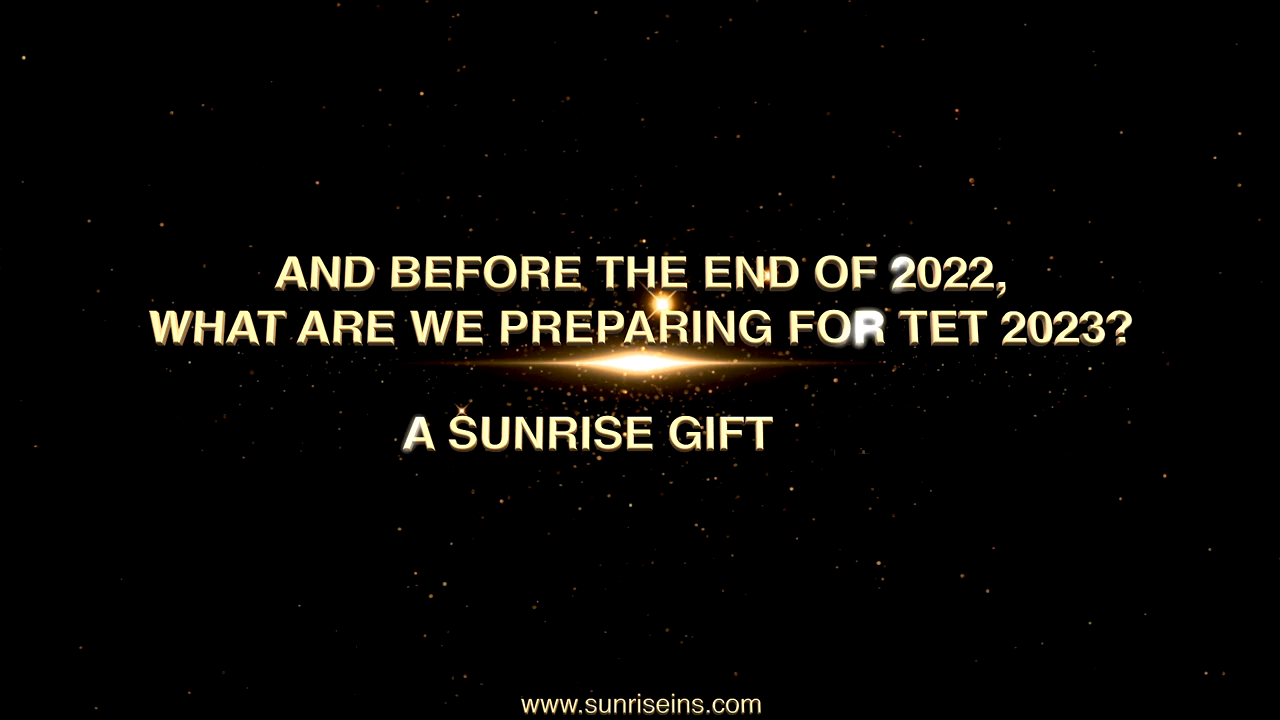 AND BEFORE THE END OF 2022,
WHAT ARE WE PREPARING FOR TET 2023?
A SUNRISE GIFT
www.sunriseins.com